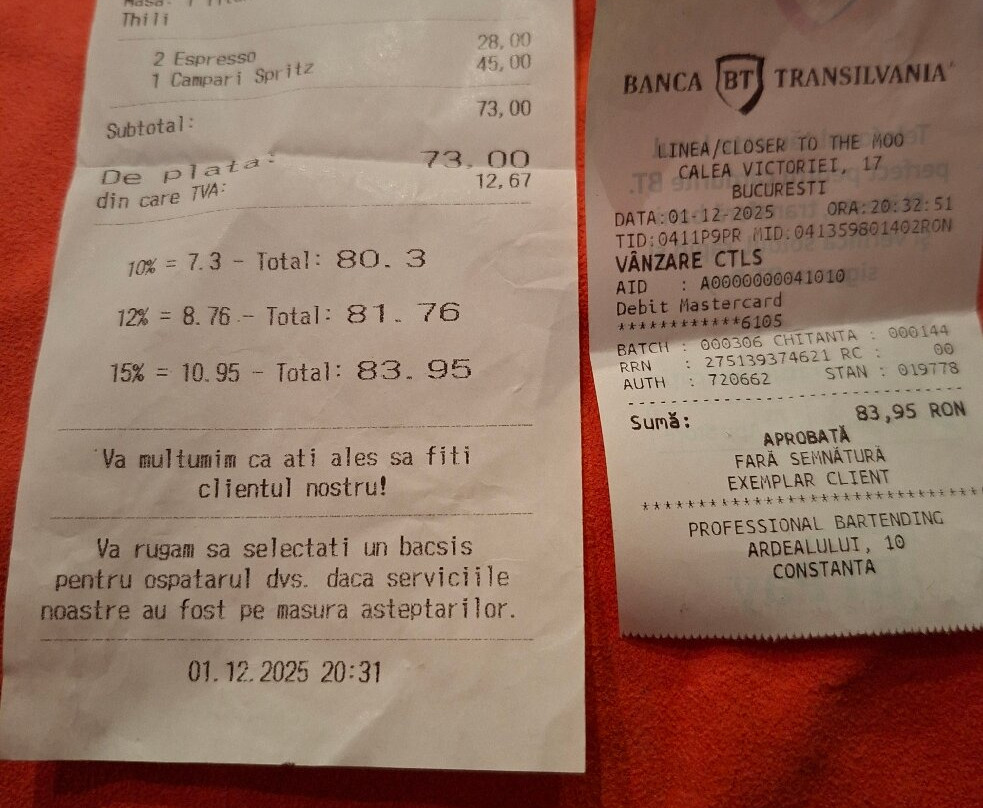 Thili
2 Espresso 28,00
1 Campari Spritz 45,00
73,00
Subtotal:
De plata: 73.00
din care TVA: 12,67
10% = 7.3 - Total: 80.3
12% = 8.76 - Total: 81.76
15% = 10.95 - Total: 83.95
Va multumim ca ati ales sa fiti
clientul nostru!
Va rugam sa selectati un bacsis
pentru ospatarul dvs. daca serviciile
noastre au fost pe masura asteptarilor.
01.12.2025 20:31
BANCA BT TRANSILVANIA
LINEA/CLOSER TO THE MOO
CALEA VICTORIEI, 17
BUCURESTI
DATA:01-12-2025 ORA:20:32:51
TID:0411P9PR MID:041359801402RON
VÂNZARE CTLS
AID : A0000000041010
Debit Mastercard
************6105
BATCH : 000306 CHITANTA : 000144
RRN : 275139374621 RC : 00
AUTH : 720662 STAN : 019778
Sumă: 83,95 RON
APROBATĂ
FARĂ SEMNĂTURĂ
EXEMPLAR CLIENT
PROFESSIONAL BARTENDING
ARDEALULUI, 10
CONSTANTA